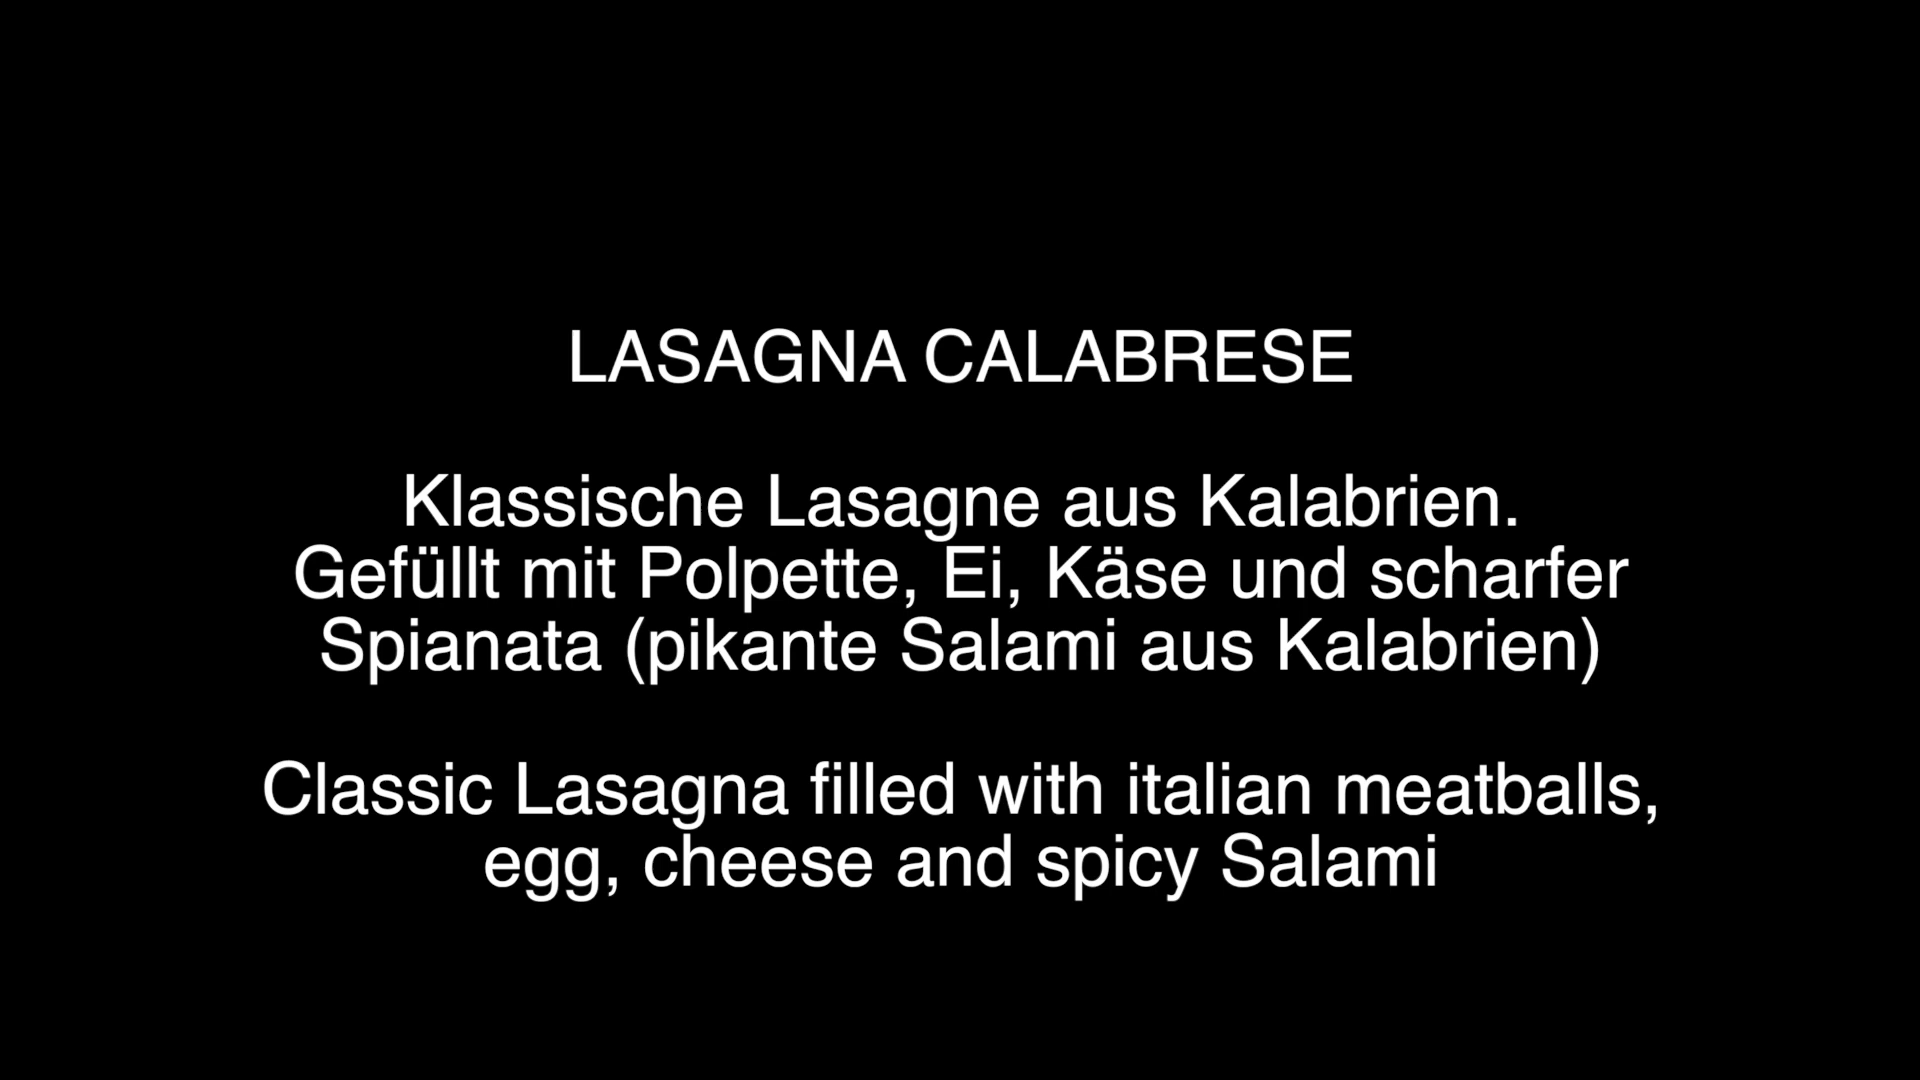 LASAGNA CALABRESE
Klassische Lasagne aus Kalabrien.
Gefüllt mit Polpette, Ei, Käse und scharfer
Spianata (pikante Salami aus Kalabrien)
Classic Lasagna filled with italian meatballs,
egg, cheese and spicy Salami